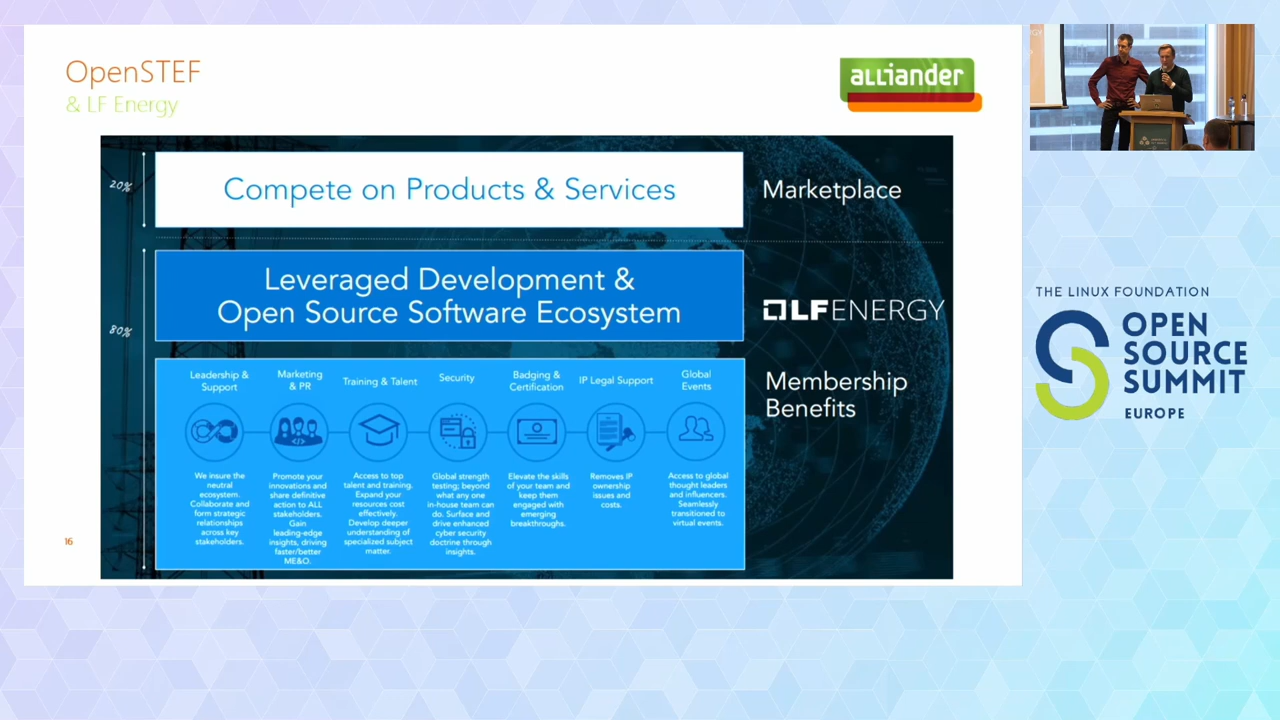 OpenSTEF
& LF Energy
alliander
20%
Compete on Products & Services
Marketplace
80%
Leveraged Development &
Open Source Software Ecosystem
LFENERGY
Membership
Benefits
Leadership &
Support
We insure the
neutral
ecosystem.
Collaborate and
form strategic
relationships
across key
stakeholders.
Marketing
& PR
Promote your
innovations and
share definitive
action to ALL
stakeholders.
Gain
leading-edge
insights, driving
faster/better
ME&O.
Training & Talent
Access to top
talent and training.
Expand your
resources cost
effectively.
Develop deeper
understanding of
specialized subject
matter.
Security
Global strength
testing; beyond
what any one
in-house team can
do. Surface and
drive enhanced
cyber security
doctrine through
insights.
Badging &
Certification
Elevate the skills
of your team and
keep them
engaged with
emerging
breakthroughs.
IP Legal Support
Removes IP
ownership
issues and
costs.
Global
Events
Access to global
thought leaders
and influencers.
Seamlessly
transitioned to
virtual events.
16
THE LINUX FOUNDATION
OPEN
SOURCE
SUMMIT
EUROPE